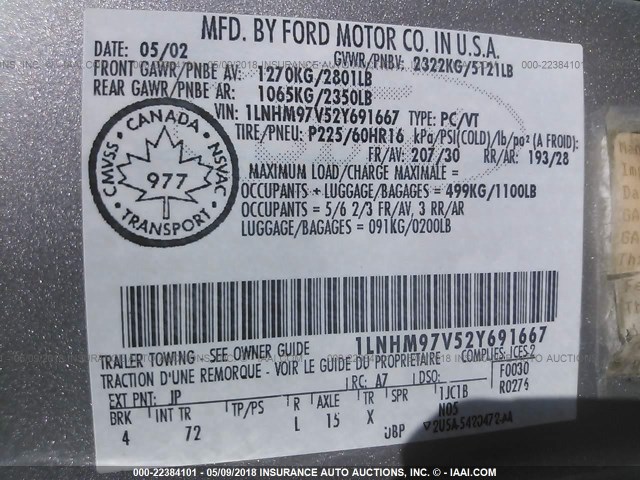 MFD. BY FORD MOTOR CO. IN U.S.A.
DATE: 05/02 GVWR/PNBV: 2322KG/5121LB
FRONT GAWR/PNBE AV: 1270KG/2801LB
REAR GAWR/PNBE AR: 1065KG/2350LB
VIN: 1LNHM97V52Y691667 TYPE: PC/VT
TIRE/PNEU: P225/60HR16 kPa/PSI(COLD)/lb/po² (A FROID):
FR/AV: 207/30 RR/AR: 193/28
CANADA
CMVSS NSVAC
977
TRANSPORT
MAXIMUM LOAD/CHARGE MAXIMALE =
OCCUPANTS + LUGGAGE/BAGAGES = 499KG/1100LB
OCCUPANTS = 5/6 2/3 FR/AV, 3 RR/AR
LUGGAGE/BAGAGES = 091KG/0200LB
1LNHM97V52Y691667
TRAILER TOWING - SEE OWNER GUIDE COMPLIES: ICES-2
TRACTION D'UNE REMORQUE - VOIR LE GUIDE DU PROPRIETAIRE
EXT PNT: JP RC: A7 DSO: F0030
R0276
BRK INT TR TP/PS R AXLE TR SPR 1JC1B
4 72 L 15 X N05
UBP
000-22384101 - 05/09/2018 - INSURANCE AUTO AUCTIONS - © - IAAI.COM